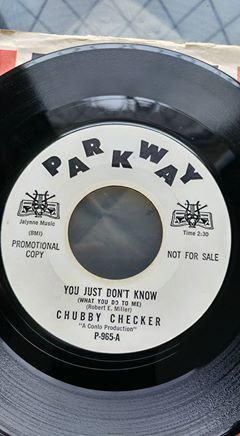 PARKWAY
Jalynne Music
(BMI)
Time 2:30
PROMOTIONAL
COPY
NOT FOR SALE
YOU JUST DON'T KNOW
(WHAT YOU DO TO ME)
(Robert E. Miller)
CHUBBY CHECKER
"A Conlo Production"
P-965-A